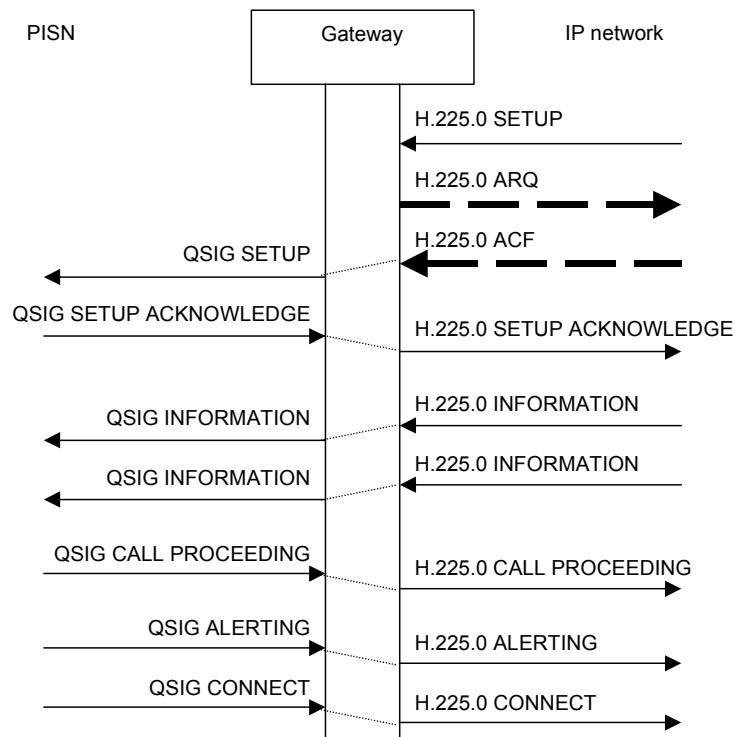 PISN
Gateway
IP network
H.225.0 SETUP
H.225.0 ARQ
H.225.0 ACF
QSIG SETUP
QSIG SETUP ACKNOWLEDGE
H.225.0 SETUP ACKNOWLEDGE
H.225.0 INFORMATION
QSIG INFORMATION
H.225.0 INFORMATION
QSIG INFORMATION
QSIG CALL PROCEEDING
H.225.0 CALL PROCEEDING
QSIG ALERTING
H.225.0 ALERTING
QSIG CONNECT
H.225.0 CONNECT